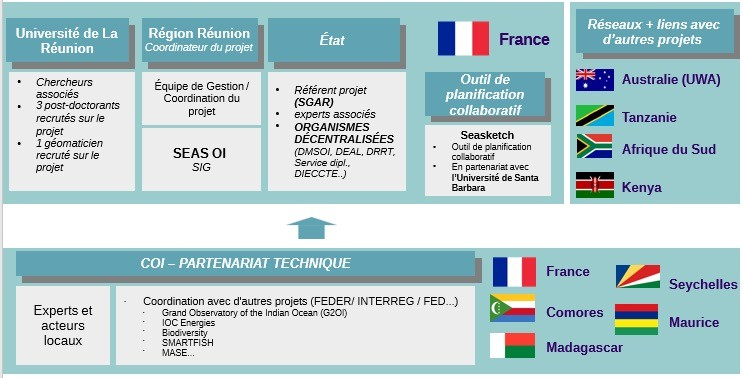 Université de La
Réunion
• Chercheurs
associés
• 3 post-doctorants
recrutés sur le
projet
• 1 géomaticien
recruté sur le
projet
Région Réunion
Coordinateur du projet
Équipe de Gestion /
Coordination du
projet
SEAS OI
SIG
État
• Référent projet
(SGAR)
• experts associés
• ORGANISMES
DÉCENTRALISÉES
(DMSOI, DEAL, DRRT,
Service dipl.,
DIECCTE..)
France
Outil de
planification
collaboratif
Seasketch
• Outil de planification
collaboratif
• En partenariat avec
l'Université de Santa
Barbara
Réseaux + liens avec
d'autres projets
Australie (UWA)
Tanzanie
Afrique du Sud
Kenya
COI – PARTENARIAT TECHNIQUE
Experts et
acteurs
locaux
· Coordination avec d'autres projets (FEDER/ INTERREG / FED...)
· Grand Observatory of the Indian Ocean (G2OI)
· IOC Energies
· Biodiversity
· SMARTFISH
· MASE...
France
Comores
Madagascar
Seychelles
Maurice